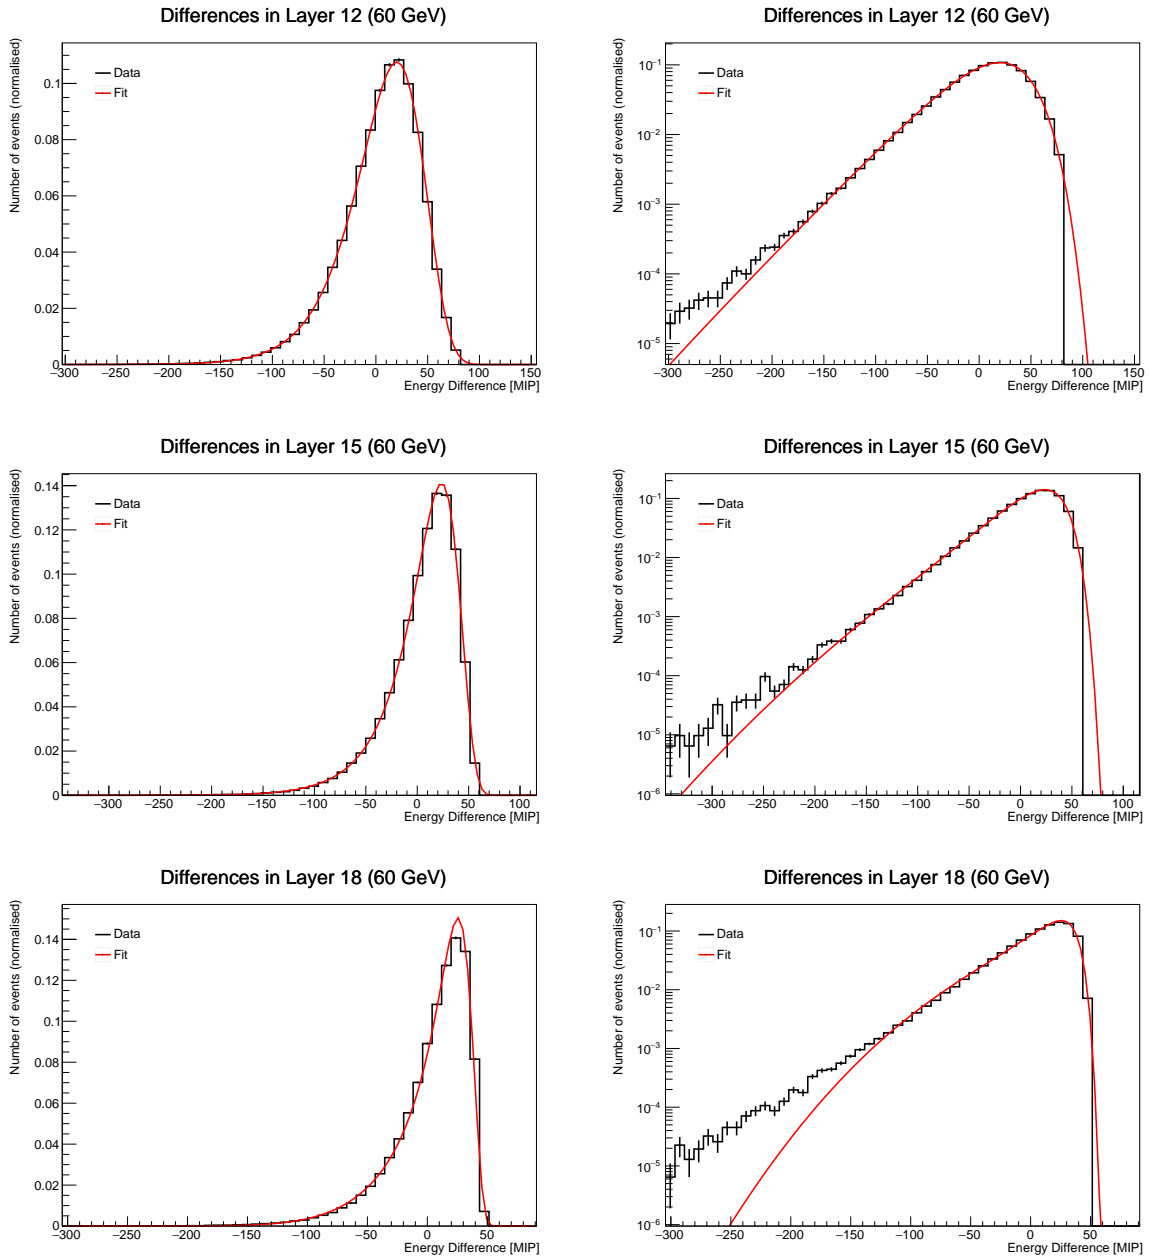 Differences in Layer 12 (60 GeV)
Number of events (normalised)
Data
Fit
0.1
0.08
0.06
0.04
0.02
0
−300 −250 −200 −150 −100 −50 0 50 100 150
Energy Difference [MIP]
Differences in Layer 12 (60 GeV)
Number of events (normalised)
Data
Fit
10−1
10−2
10−3
10−4
10−5
−300 −250 −200 −150 −100 −50 0 50 100 150
Energy Difference [MIP]
Differences in Layer 15 (60 GeV)
Number of events (normalised)
Data
Fit
0.14
0.12
0.1
0.08
0.06
0.04
0.02
0
−300 −250 −200 −150 −100 −50 0 50 100
Energy Difference [MIP]
Differences in Layer 15 (60 GeV)
Number of events (normalised)
Data
Fit
10−1
10−2
10−3
10−4
10−5
10−6
−300 −250 −200 −150 −100 −50 0 50 100
Energy Difference [MIP]
Differences in Layer 18 (60 GeV)
Number of events (normalised)
Data
Fit
0.14
0.12
0.1
0.08
0.06
0.04
0.02
0
−300 −250 −200 −150 −100 −50 0 50
Energy Difference [MIP]
Differences in Layer 18 (60 GeV)
Number of events (normalised)
Data
Fit
10−1
10−2
10−3
10−4
10−5
10−6
−300 −250 −200 −150 −100 −50 0 50
Energy Difference [MIP]